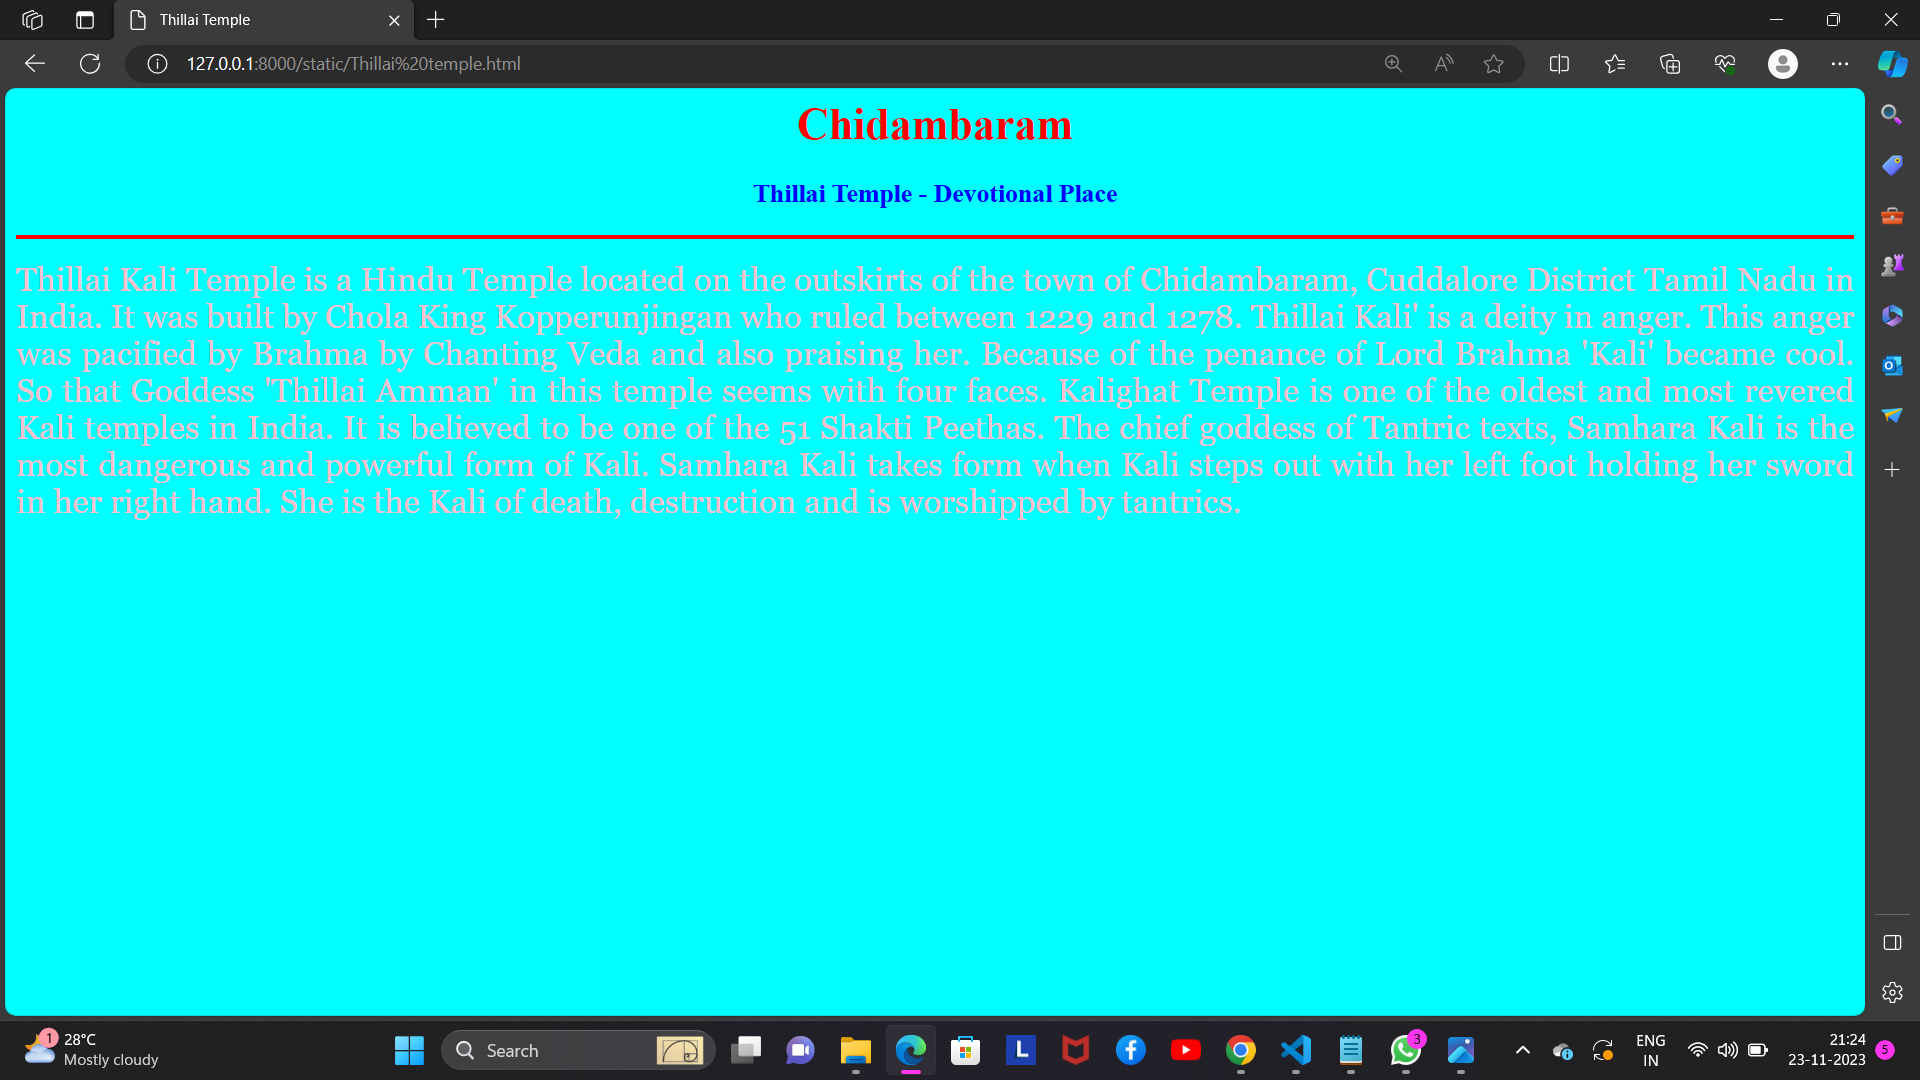 Thillai Temple
127.0.0.1:8000/static/Thillai%20temple.html
Chidambaram
Thillai Temple - Devotional Place
Thillai Kali Temple is a Hindu Temple located on the outskirts of the town of Chidambaram, Cuddalore District Tamil Nadu in
India. It was built by Chola King Kopperunjingan who ruled between 1229 and 1278. Thillai Kali' is a deity in anger. This anger
was pacified by Brahma by Chanting Veda and also praising her. Because of the penance of Lord Brahma 'Kali' became cool.
So that Goddess 'Thillai Amman' in this temple seems with four faces. Kalighat Temple is one of the oldest and most revered
Kali temples in India. It is believed to be one of the 51 Shakti Peethas. The chief goddess of Tantric texts, Samhara Kali is the
most dangerous and powerful form of Kali. Samhara Kali takes form when Kali steps out with her left foot holding her sword
in her right hand. She is the Kali of death, destruction and is worshipped by tantrics.
1
28°C
Mostly cloudy
Search
L
3
ENG
IN
21:24
23-11-2023
5